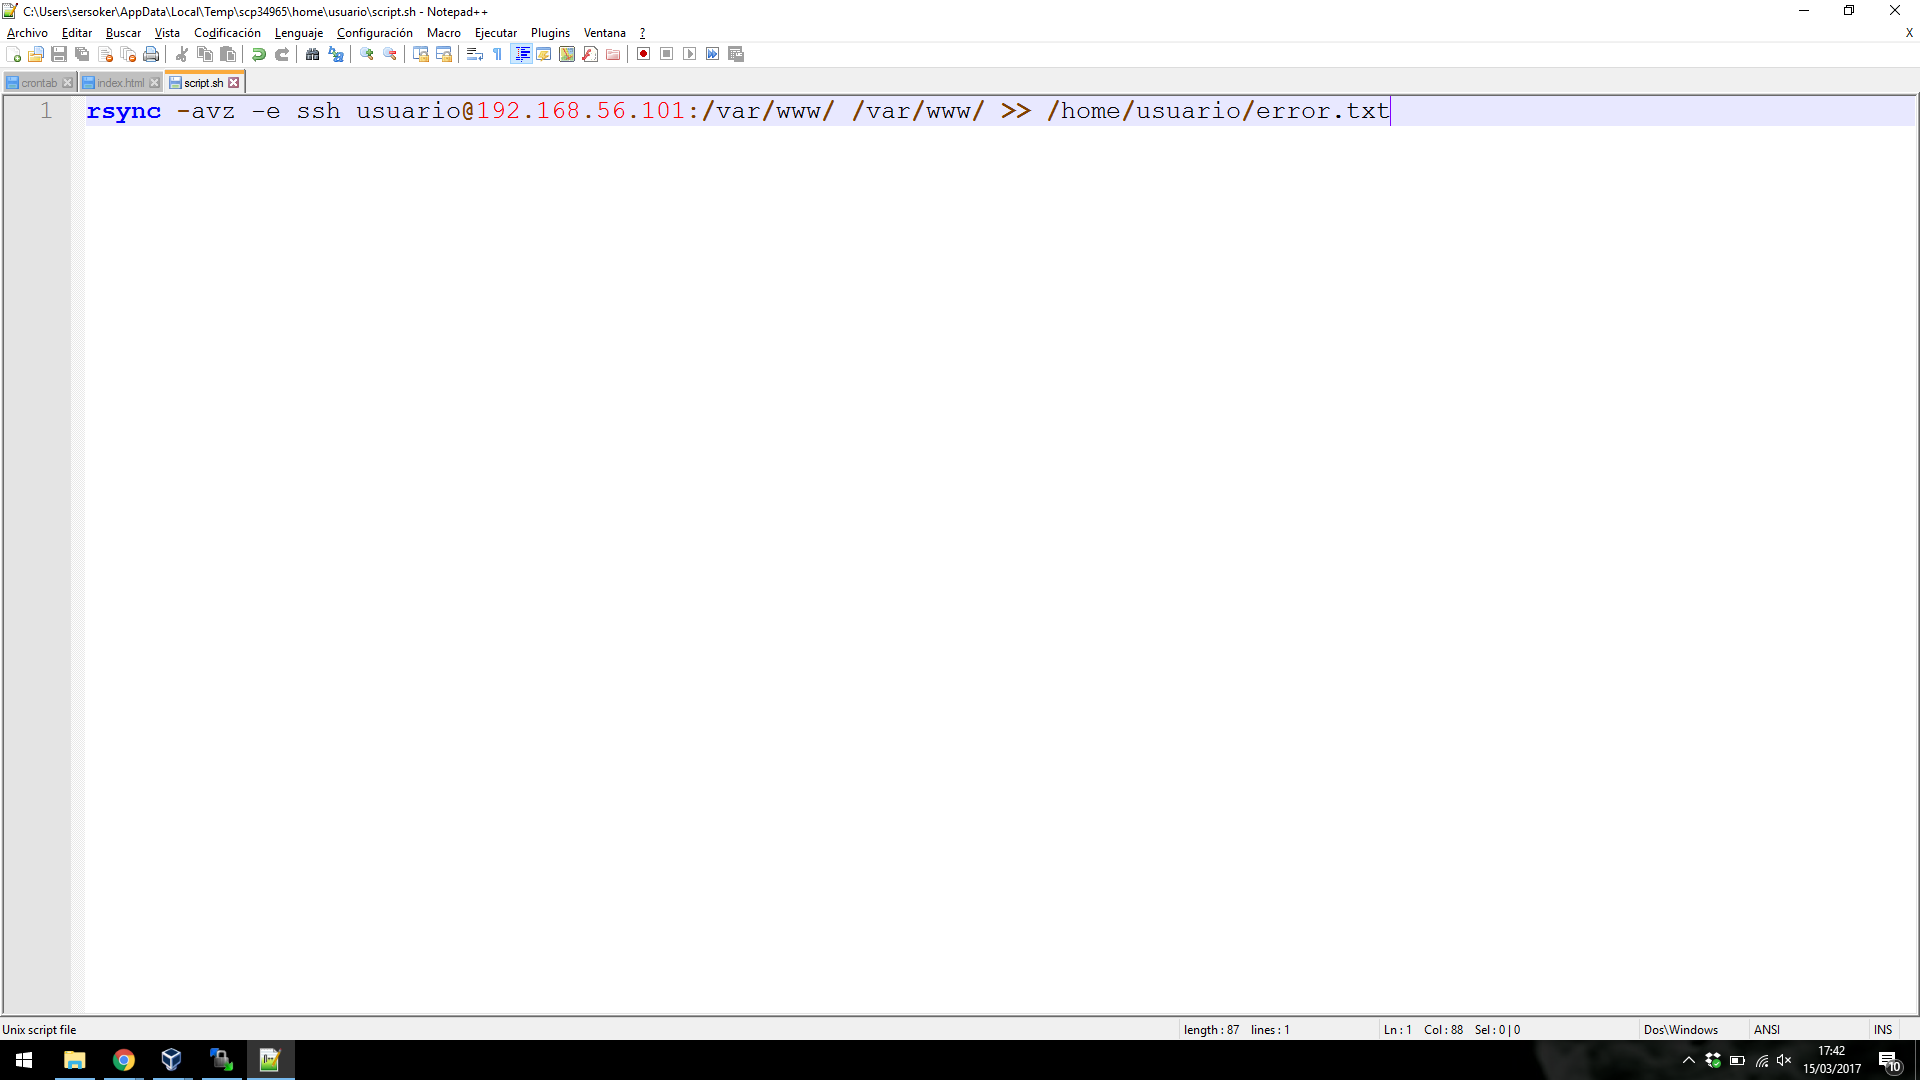 C:\Users\sersoker\AppData\Local\Temp\scp34965\home\usuario\script.sh - Notepad++
Archivo Editar Buscar Vista Codificación Lenguaje Configuración Macro Ejecutar Plugins Ventana ? X
crontab index.html script.sh
1 rsync -avz -e ssh usuario@192.168.56.101:/var/www/ /var/www/ >> /home/usuario/error.txt
Unix script file length : 87 lines : 1 Ln : 1 Col : 88 Sel : 0 | 0 Dos\Windows ANSI INS
17:42
15/03/2017
10